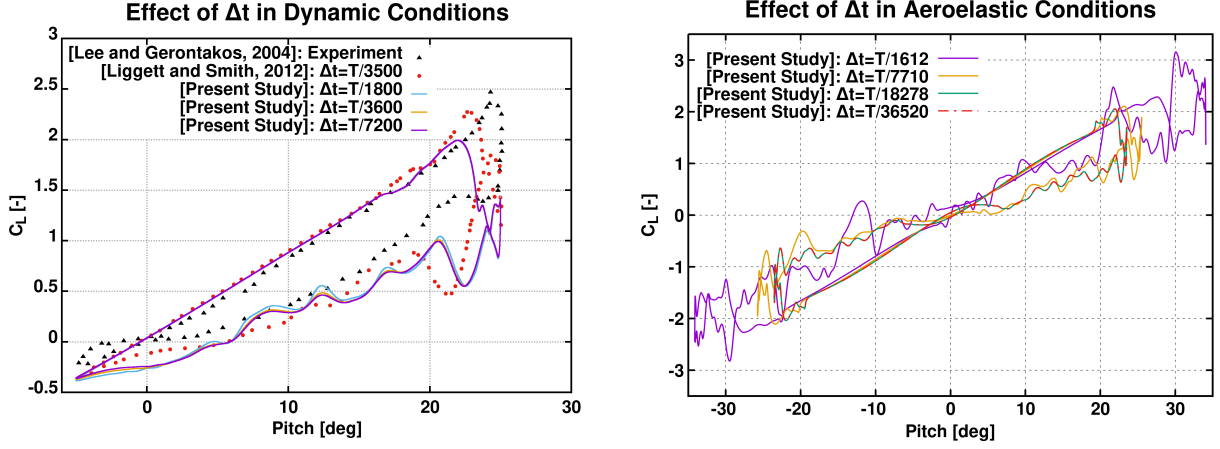 Effect of Δt in Dynamic Conditions
3
2.5
2
1.5
1
0.5
0
-0.5
C_L [-]
[Lee and Gerontakos, 2004]: Experiment
[Liggett and Smith, 2012]: Δt=T/3500
[Present Study]: Δt=T/1800
[Present Study]: Δt=T/3600
[Present Study]: Δt=T/7200
0 10 20 30
Pitch [deg]
Effect of Δt in Aeroelastic Conditions
3
2
1
0
-1
-2
-3
C_L [-]
[Present Study]: Δt=T/1612
[Present Study]: Δt=T/7710
[Present Study]: Δt=T/18278
[Present Study]: Δt=T/36520
-30 -20 -10 0 10 20 30
Pitch [deg]